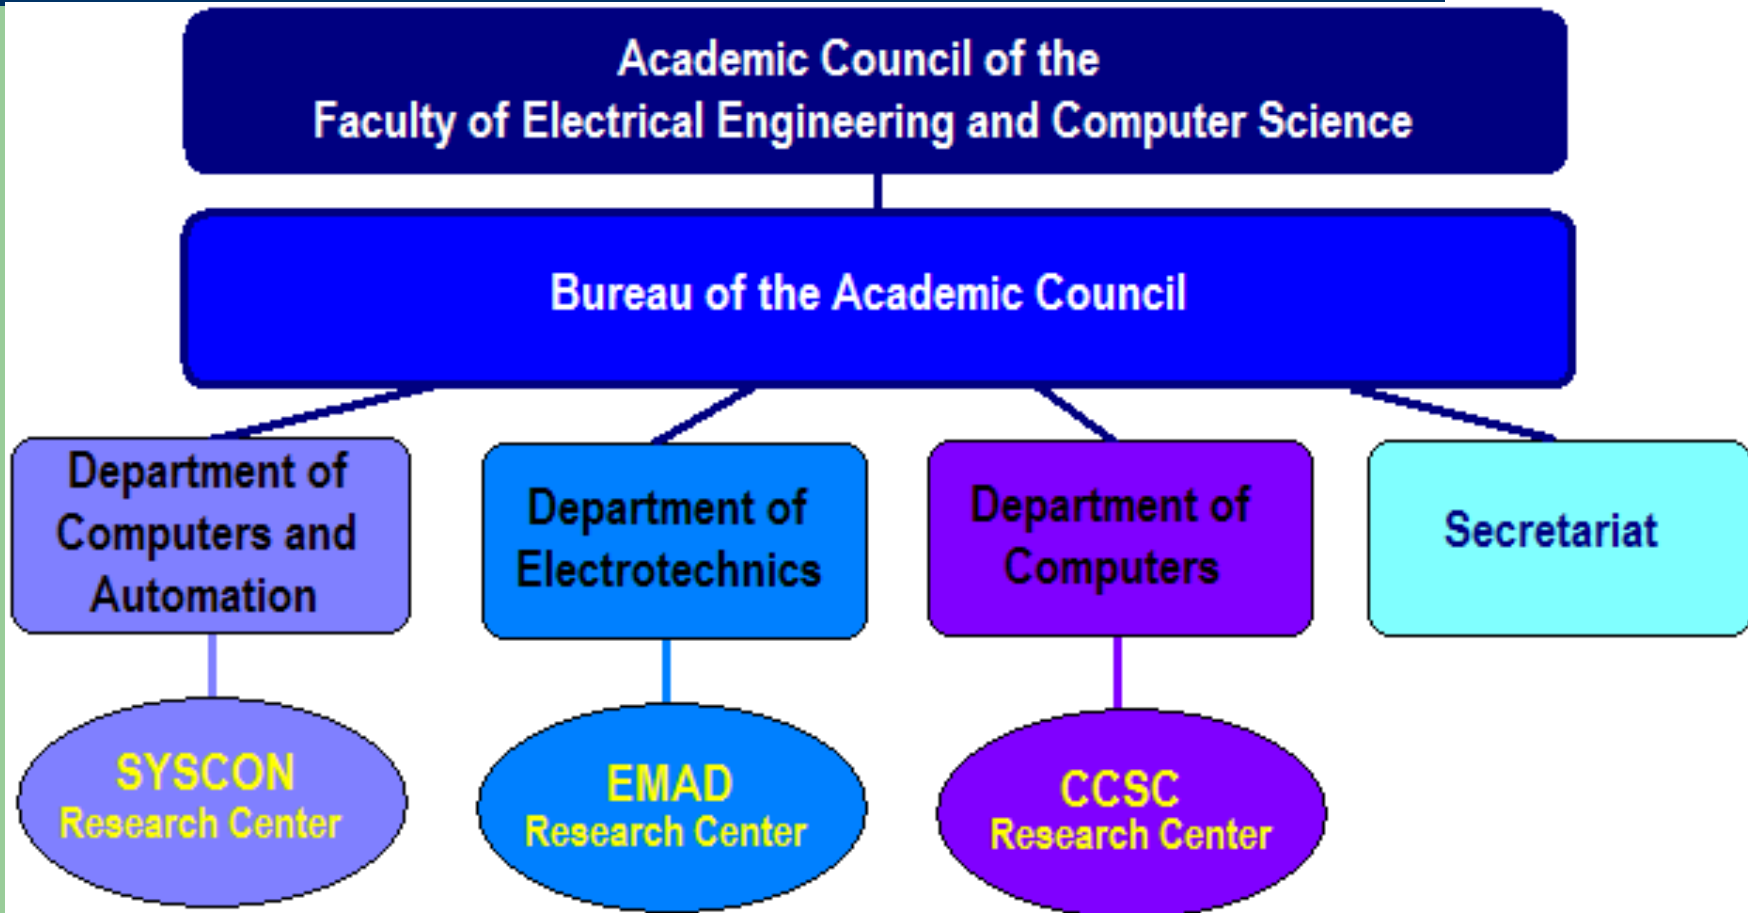 Academic Council of the
Faculty of Electrical Engineering and Computer Science
Bureau of the Academic Council
Department of
Computers and
Automation
Department of
Electrotechnics
Department of
Computers
Secretariat
SYSCON
Research Center
EMAD
Research Center
CCSC
Research Center